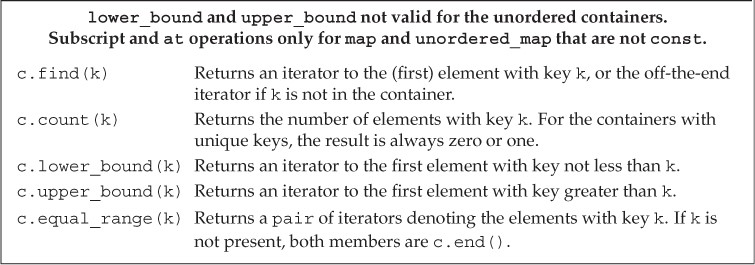 lower_bound and upper_bound not valid for the unordered containers.
Subscript and at operations only for map and unordered_map that are not const.
c.find(k) Returns an iterator to the (first) element with key k, or the off-the-end
iterator if k is not in the container.
c.count(k) Returns the number of elements with key k. For the containers with
unique keys, the result is always zero or one.
c.lower_bound(k) Returns an iterator to the first element with key not less than k.
c.upper_bound(k) Returns an iterator to the first element with key greater than k.
c.equal_range(k) Returns a pair of iterators denoting the elements with key k. If k is
not present, both members are c.end().